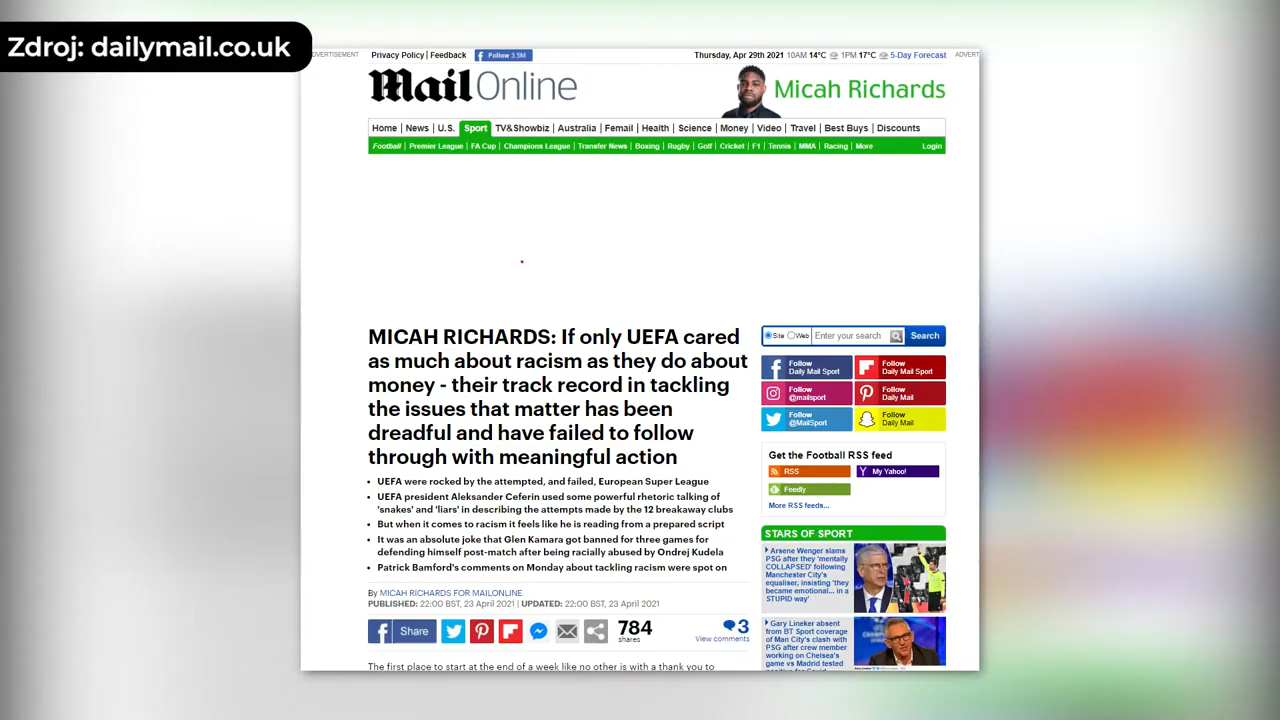 Zdroj: dailymail.co.uk
Privacy Policy | Feedback
Follow 3.5M
Thursday, Apr 29th 2021 10AM 14°C 1PM 17°C 5-Day Forecast
ADVERT
Mail Online
Micah Richards
Home | News | U.S. | Sport | TV&Showbiz | Australia | Femail | Health | Science | Money | Video | Travel | Best Buys | Discounts
Football | Premier League | FA Cup | Champions League | Transfer News | Boxing | Rugby | Golf | Cricket | F1 | Tennis | MMA | Racing | More
Login
MICAH RICHARDS: If only UEFA cared
as much about racism as they do about
money - their track record in tackling
the issues that matter has been
dreadful and have failed to follow
through with meaningful action
UEFA were rocked by the attempted, and failed, European Super League
UEFA president Aleksander Ceferin used some powerful rhetoric talking of
'snakes' and 'liars' in describing the attempts made by the 12 breakaway clubs
But when it comes to racism it feels like he is reading from a prepared script
It was an absolute joke that Glen Kamara got banned for three games for
defending himself post-match after being racially abused by Ondrej Kudela
Patrick Bamford's comments on Monday about tackling racism were spot on
By MICAH RICHARDS FOR MAILONLINE
PUBLISHED: 22:00 BST, 23 April 2021 | UPDATED: 22:00 BST, 23 April 2021
Share
784
shares
3
View comments
The first place to start at the end of a week like no other is with a thank you to
Site Web Enter your search Search
Follow
Daily Mail Sport
Follow
Daily Mail Sport
Follow
@mailsport
Follow
Daily Mail
Follow
@MailSport
Follow
Daily Mail
Get the Football RSS feed
RSS
My Yahoo!
Feedly
More RSS feeds...
STARS OF SPORT
Arsene Wenger slams
PSG after they 'mentally
COLLAPSED' following
Manchester City's
equaliser, insisting 'they
became emotional... in a
STUPID way'
Gary Lineker absent
from BT Sport coverage
of Man City's clash with
PSG after crew member
working on Chelsea's
game vs Madrid tested